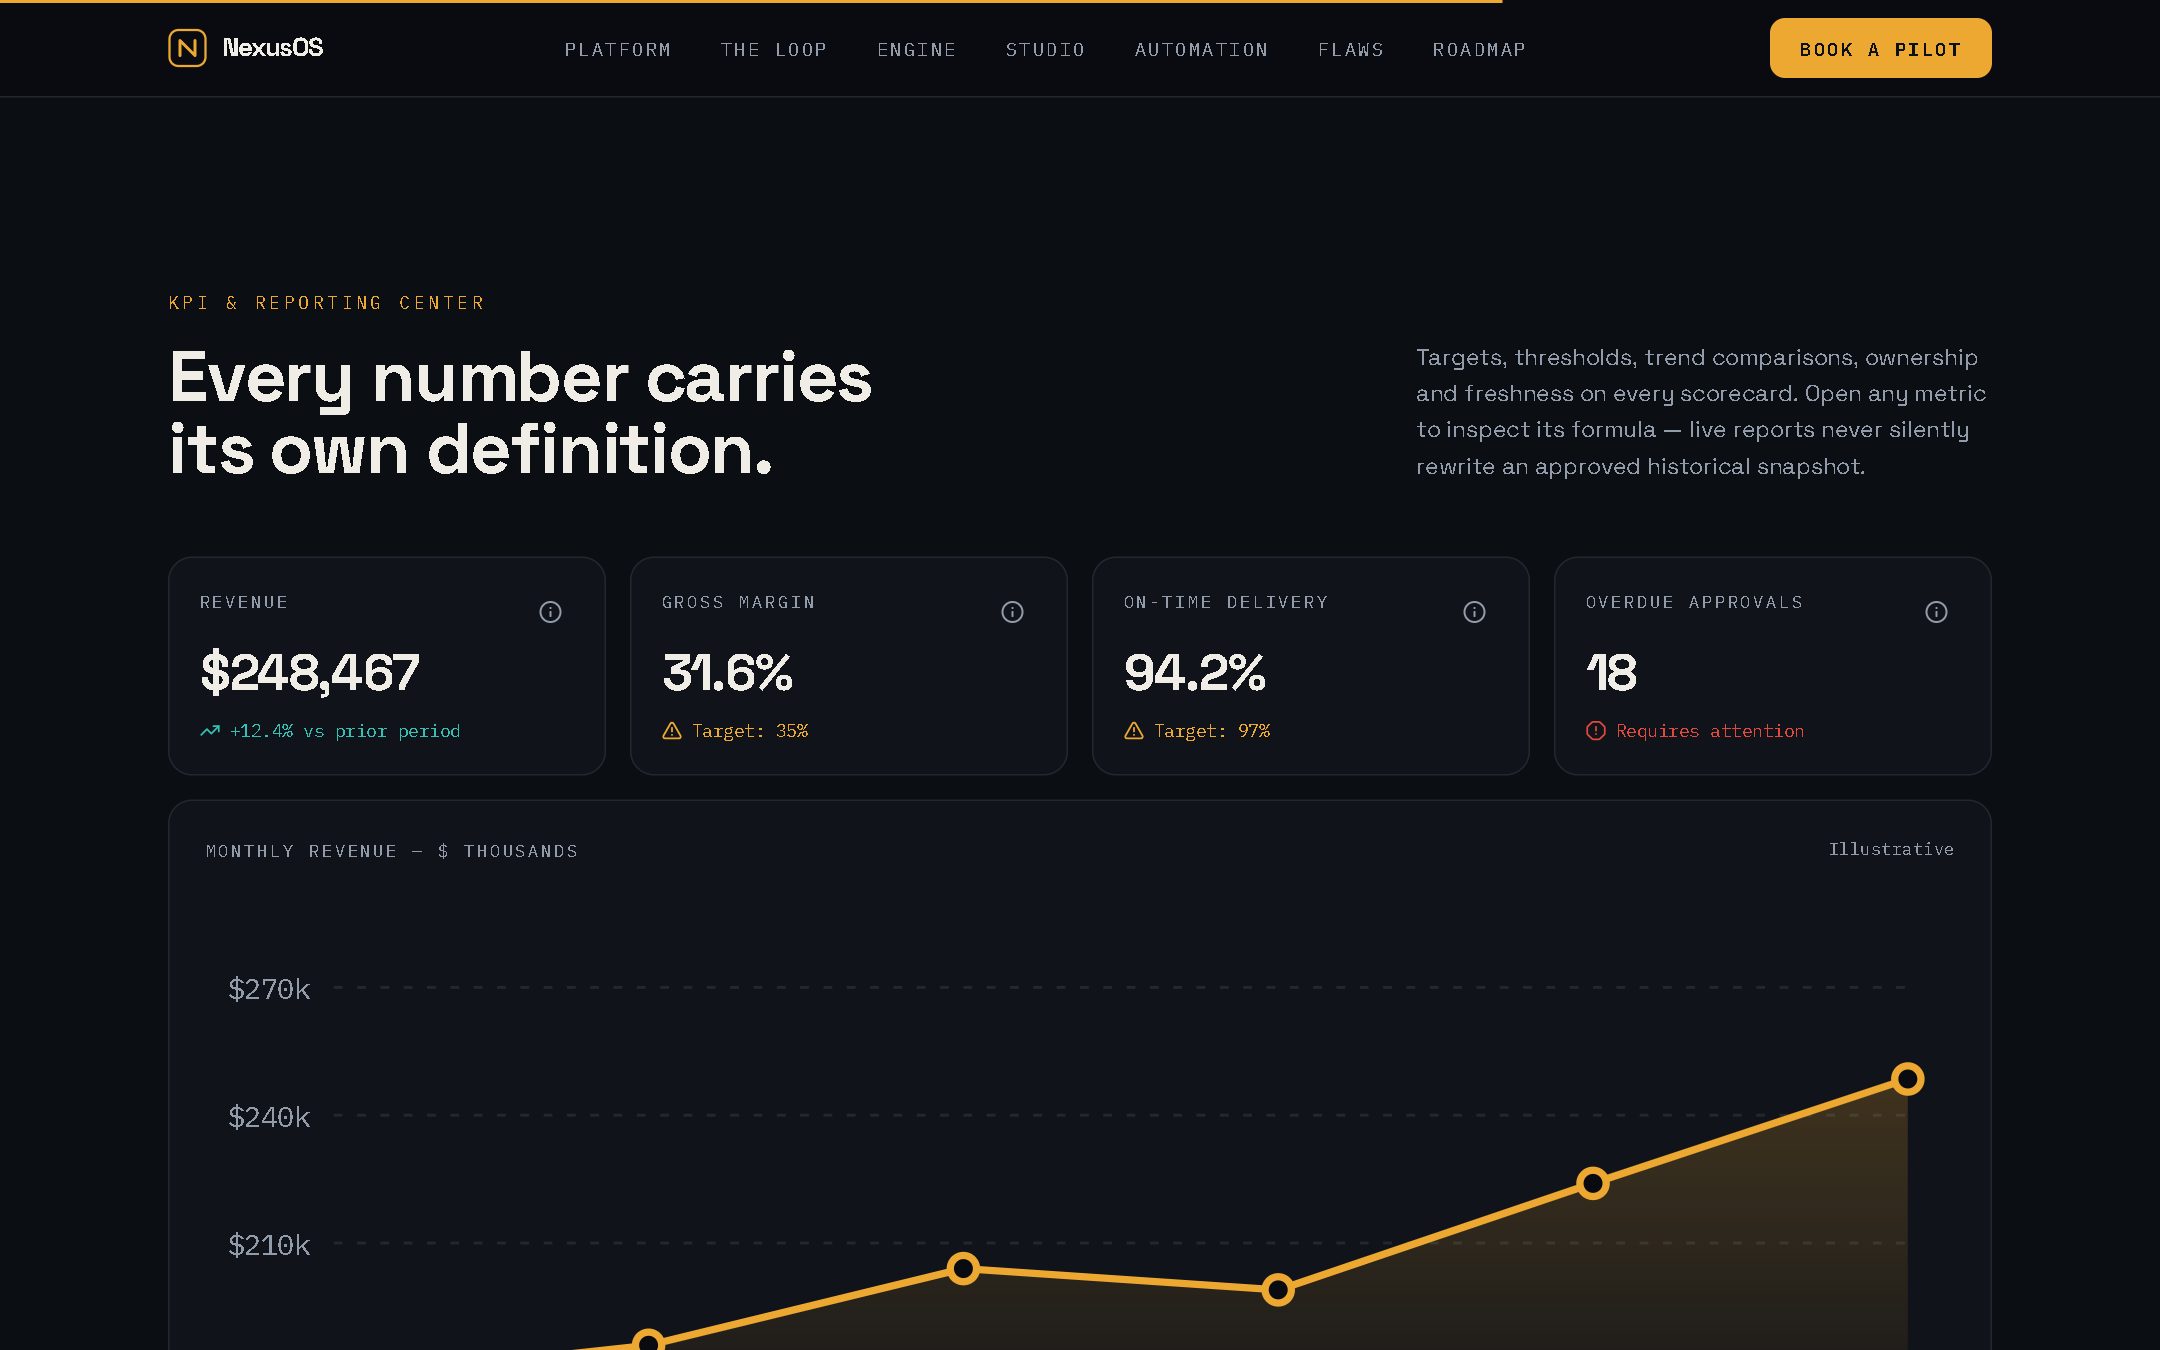 NexusOS
PLATFORM
THE LOOP
ENGINE
STUDIO
AUTOMATION
FLAWS
ROADMAP
BOOK A PILOT
KPI & REPORTING CENTER
Every number carries
its own definition.
Targets, thresholds, trend comparisons, ownership
and freshness on every scorecard. Open any metric
to inspect its formula — live reports never silently
rewrite an approved historical snapshot.
REVENUE
$248,467
+12.4% vs prior period
GROSS MARGIN
31.6%
Target: 35%
ON-TIME DELIVERY
94.2%
Target: 97%
OVERDUE APPROVALS
18
Requires attention
MONTHLY REVENUE — $ THOUSANDS
Illustrative
$270k
$240k
$210k